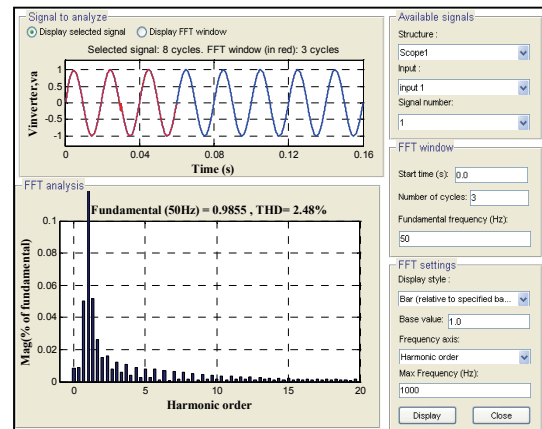 Signal to analyze
Display selected signal Display FFT window
Selected signal: 8 cycles. FFT window (in red): 3 cycles
Vinverter,va
1
0.5
0
-0.5
-1
0 0.04 0.08 0.12 0.16
Time (s)
FFT analysis
Fundamental (50Hz) = 0.9855 , THD= 2.48%
Mag(% of fundamental)
0.1
0.08
0.06
0.04
0.02
0
0 5 10 15 20
Harmonic order
Available signals
Structure :
Scope1
Input :
input 1
Signal number:
1
FFT window
Start time (s): 0.0
Number of cycles: 3
Fundamental frequency (Hz):
50
FFT settings
Display style :
Bar (relative to specified ba...
Base value: 1.0
Frequency axis:
Harmonic order
Max Frequency (Hz):
1000
Display Close